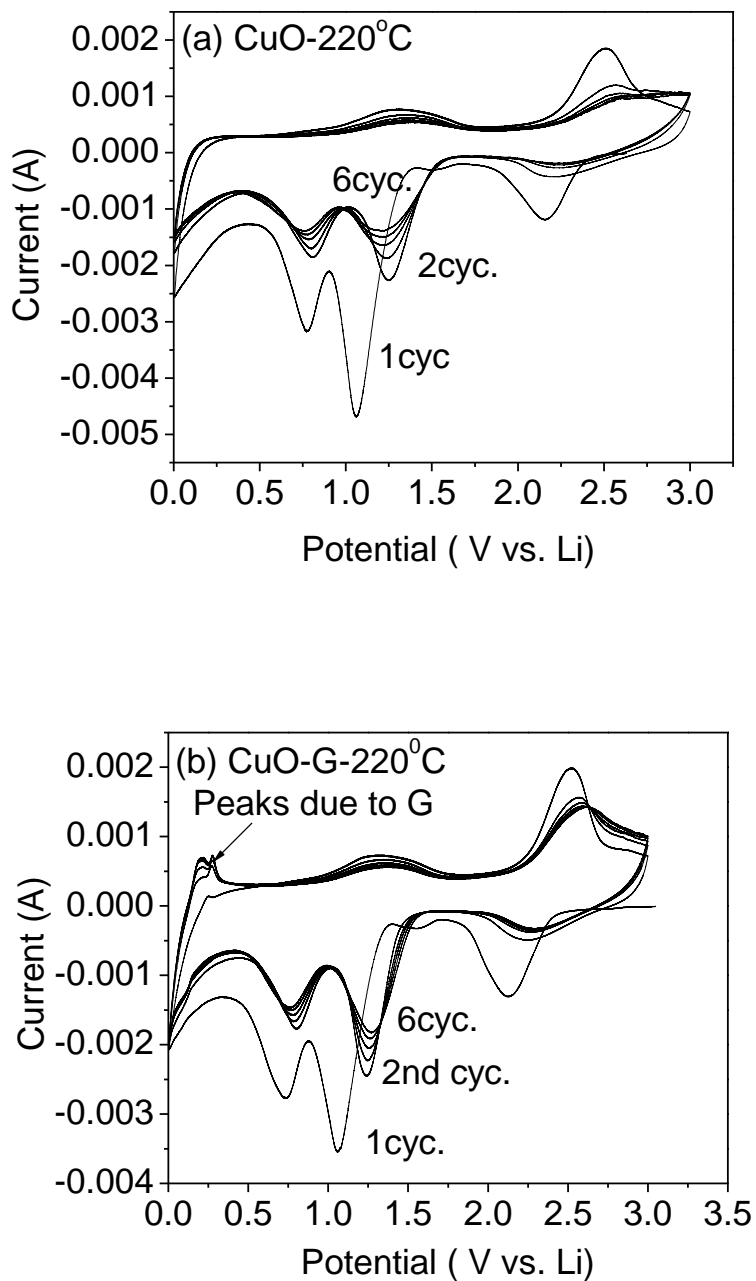 (a) CuO-220°C
0.002
0.001
0.000
-0.001
-0.002
-0.003
-0.004
-0.005
Current (A)
6cyc.
2cyc.
1cyc
0.0 0.5 1.0 1.5 2.0 2.5 3.0
Potential ( V vs. Li)
(b) CuO-G-220⁰C
Peaks due to G
0.002
0.001
0.000
-0.001
-0.002
-0.003
-0.004
Current (A)
6cyc.
2nd cyc.
1cyc.
0.0 0.5 1.0 1.5 2.0 2.5 3.0 3.5
Potential ( V vs. Li)